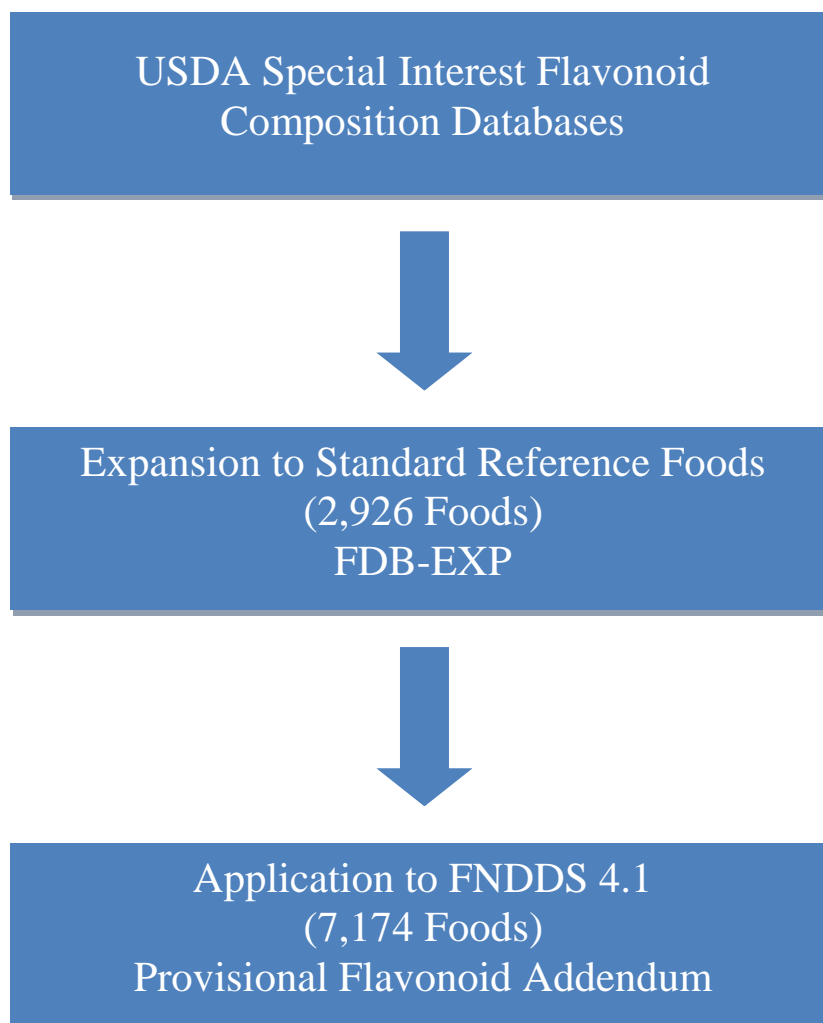 USDA Special Interest Flavonoid
Composition Databases
Expansion to Standard Reference Foods
(2,926 Foods)
FDB-EXP
Application to FNDDS 4.1
(7,174 Foods)
Provisional Flavonoid Addendum